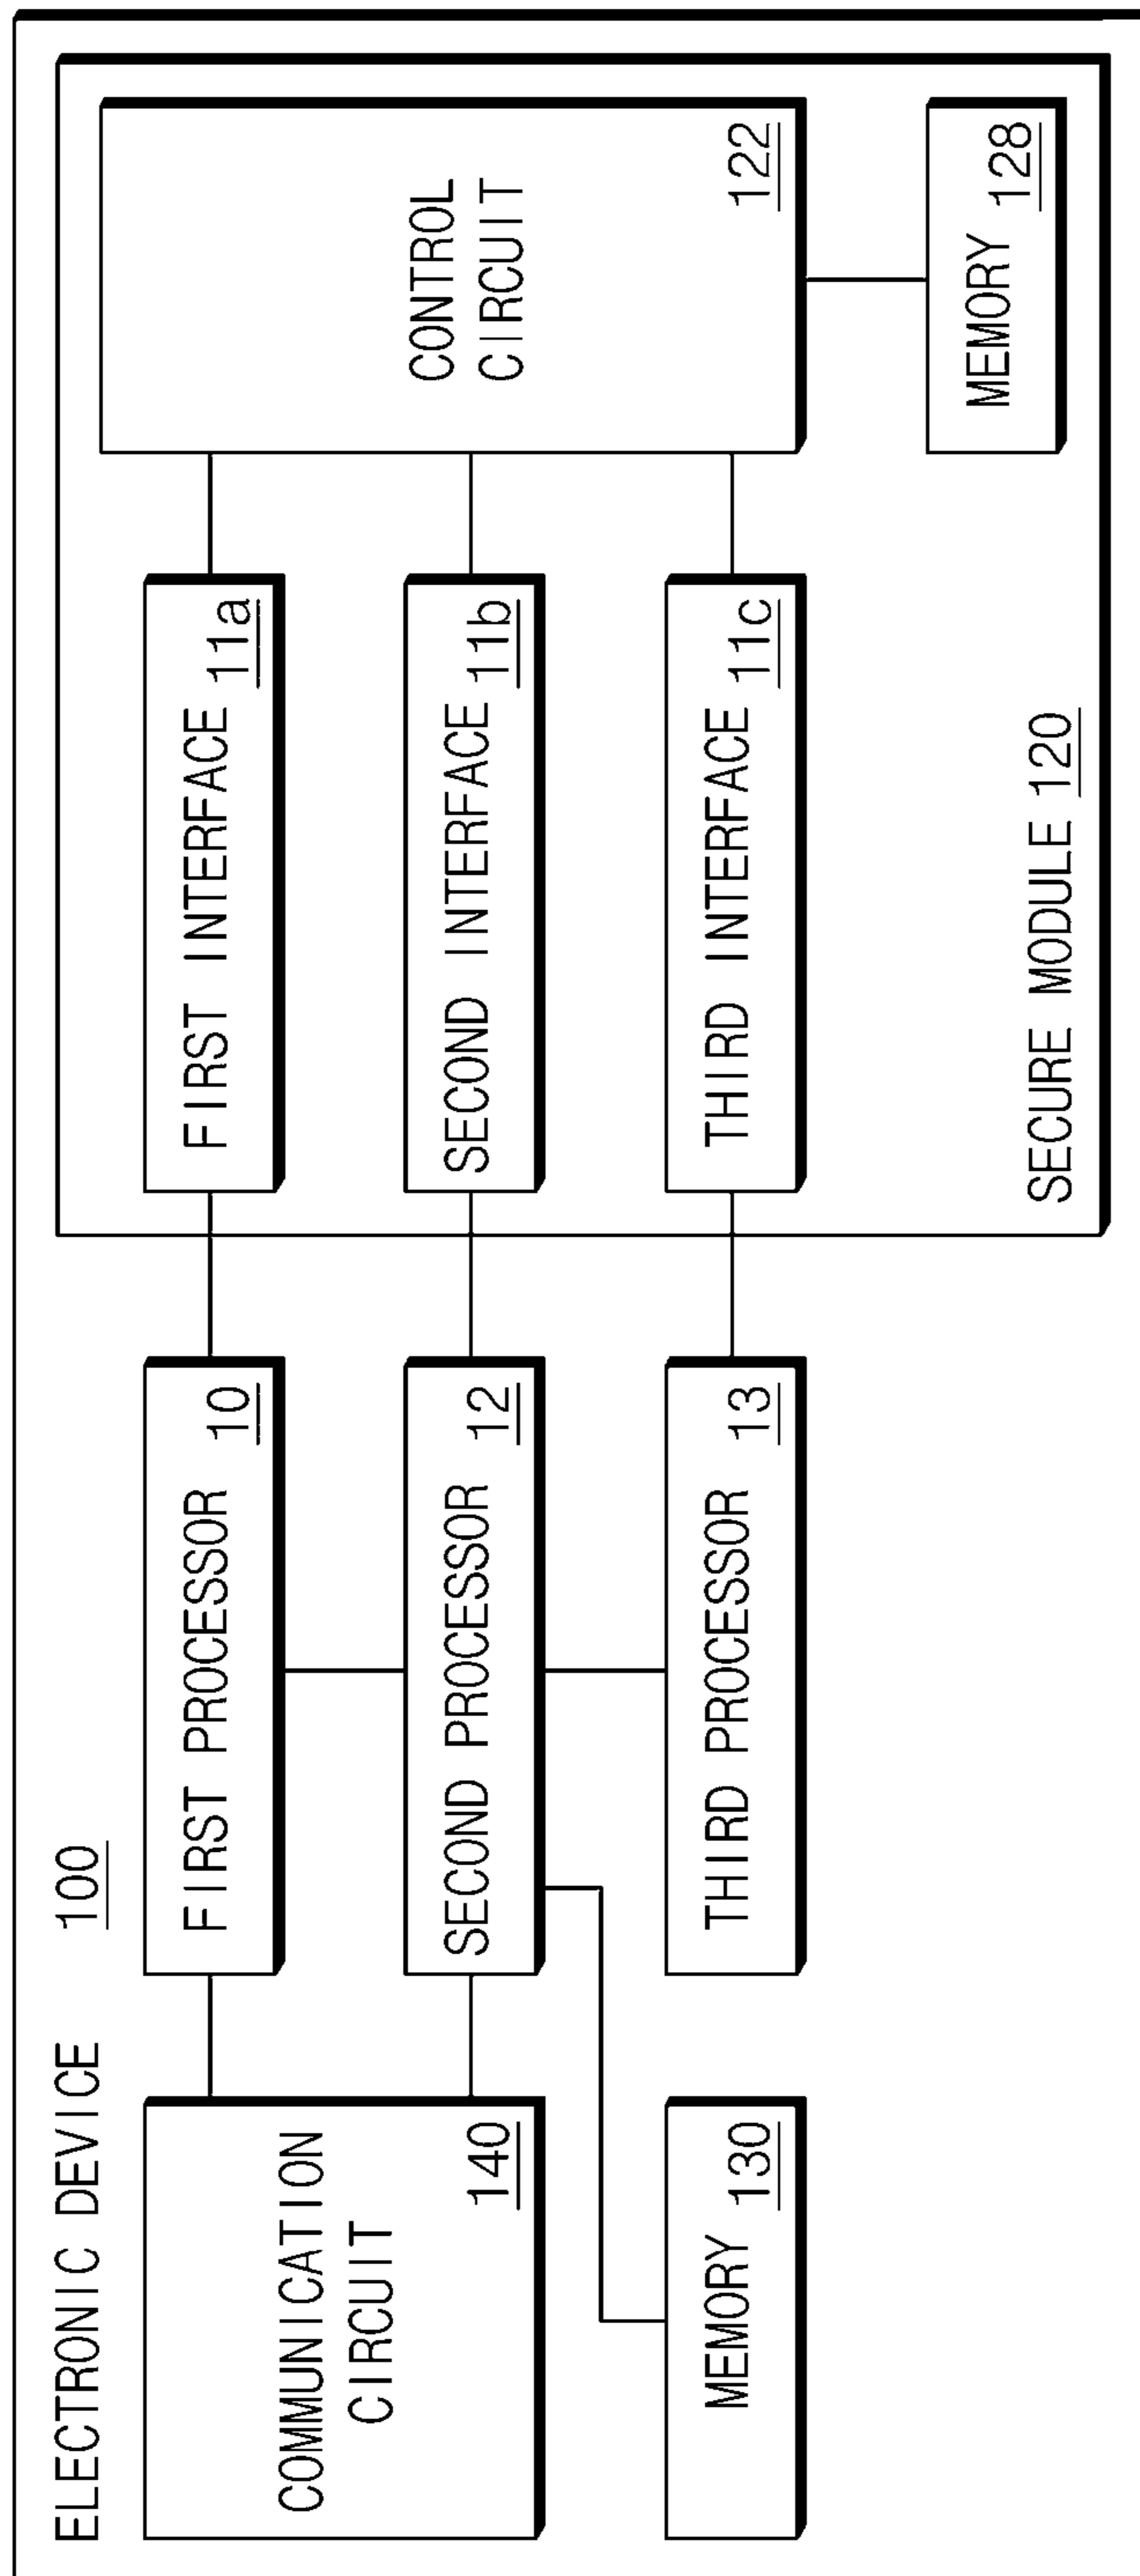 ELECTRONIC DEVICE 100
COMMUNICATION
CIRCUIT
140
FIRST PROCESSOR 10
FIRST INTERFACE 11a
CONTROL
CIRCUIT
122
SECOND PROCESSOR 12
SECOND INTERFACE 11b
MEMORY 130
THIRD PROCESSOR 13
THIRD INTERFACE 11c
MEMORY 128
SECURE MODULE 120